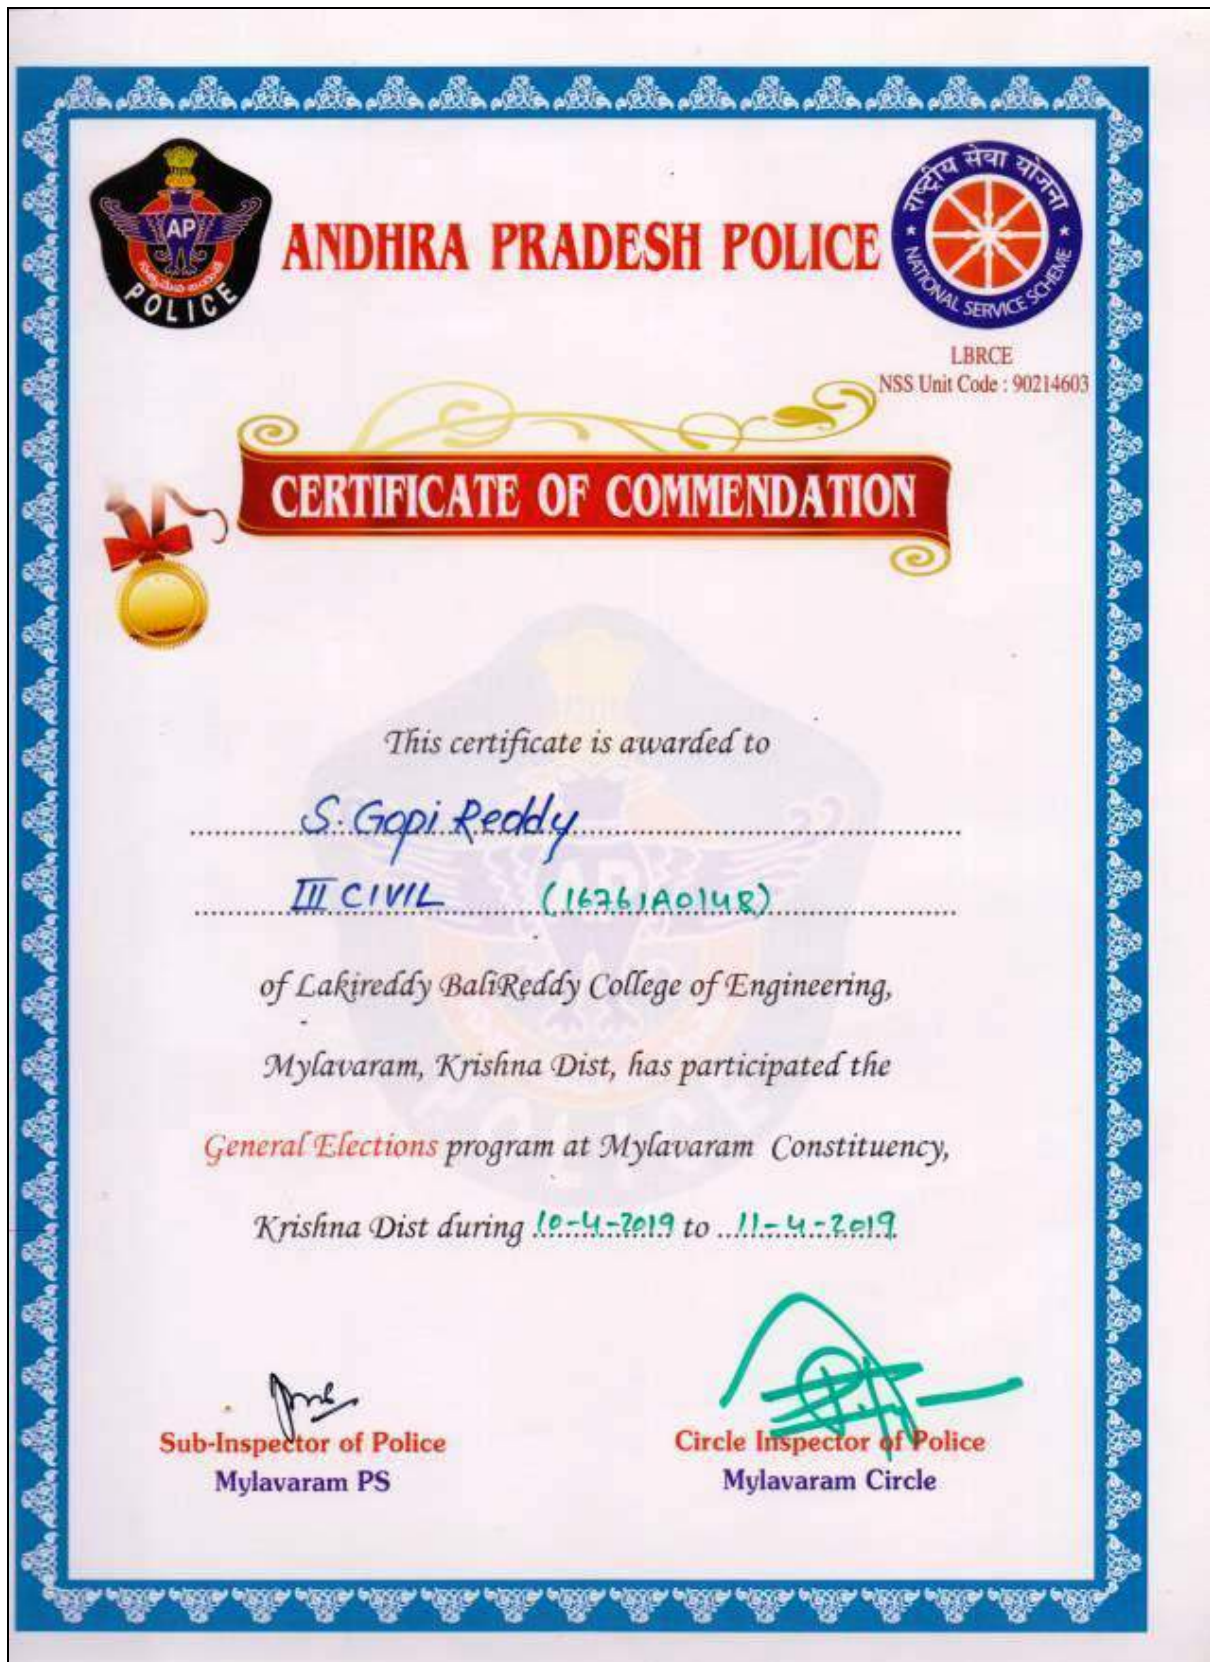 AP
POLICE
ANDHRA PRADESH POLICE
राष्ट्रीय सेवा योजना
NATIONAL SERVICE SCHEME
LBRCE
NSS Unit Code : 90214603
CERTIFICATE OF COMMENDATION
This certificate is awarded to
S. Gopi Reddy
III CIVIL (16761A0148)
of Lakireddy BaliReddy College of Engineering,
Mylavaram, Krishna Dist, has participated the
General Elections program at Mylavaram Constituency,
Krishna Dist during 10-4-2019 to 11-4-2019
Sub-Inspector of Police
Mylavaram PS
Circle Inspector of Police
Mylavaram Circle